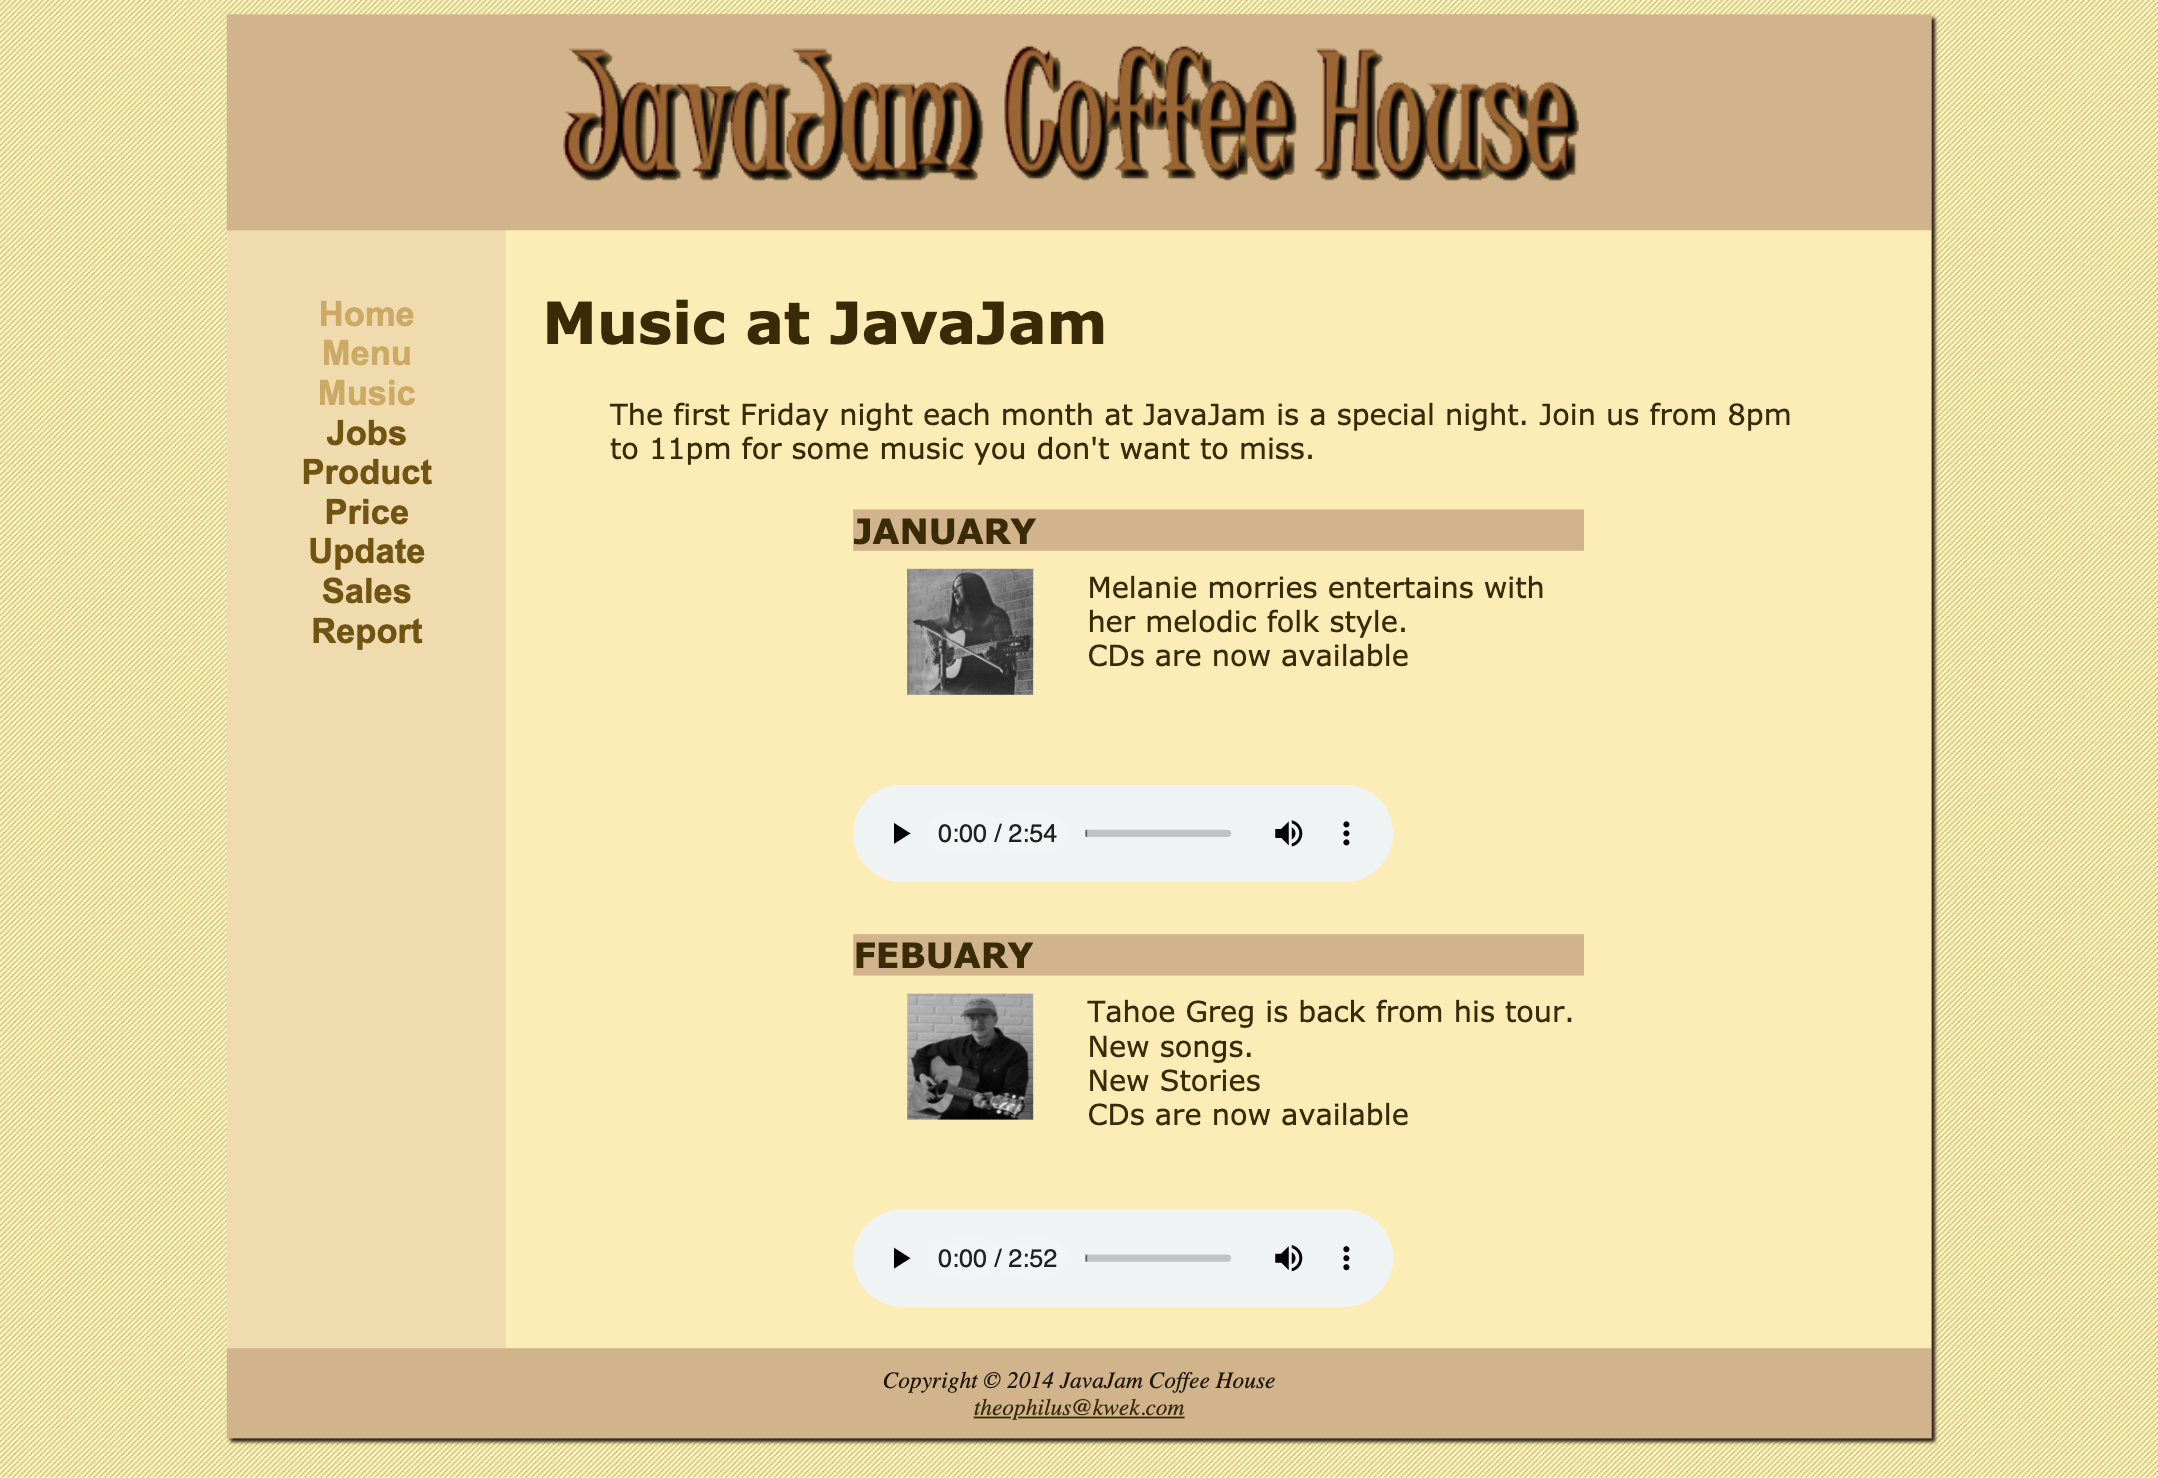 JavaJam Coffee House
Home
Menu
Music
Jobs
Product
Price
Update
Sales
Report
Music at JavaJam
The first Friday night each month at JavaJam is a special night. Join us from 8pm
to 11pm for some music you don't want to miss.
JANUARY
Melanie morries entertains with
her melodic folk style.
CDs are now available
0:00 / 2:54
FEBUARY
Tahoe Greg is back from his tour.
New songs.
New Stories
CDs are now available
0:00 / 2:52
Copyright © 2014 JavaJam Coffee House
theophilus@kwek.com